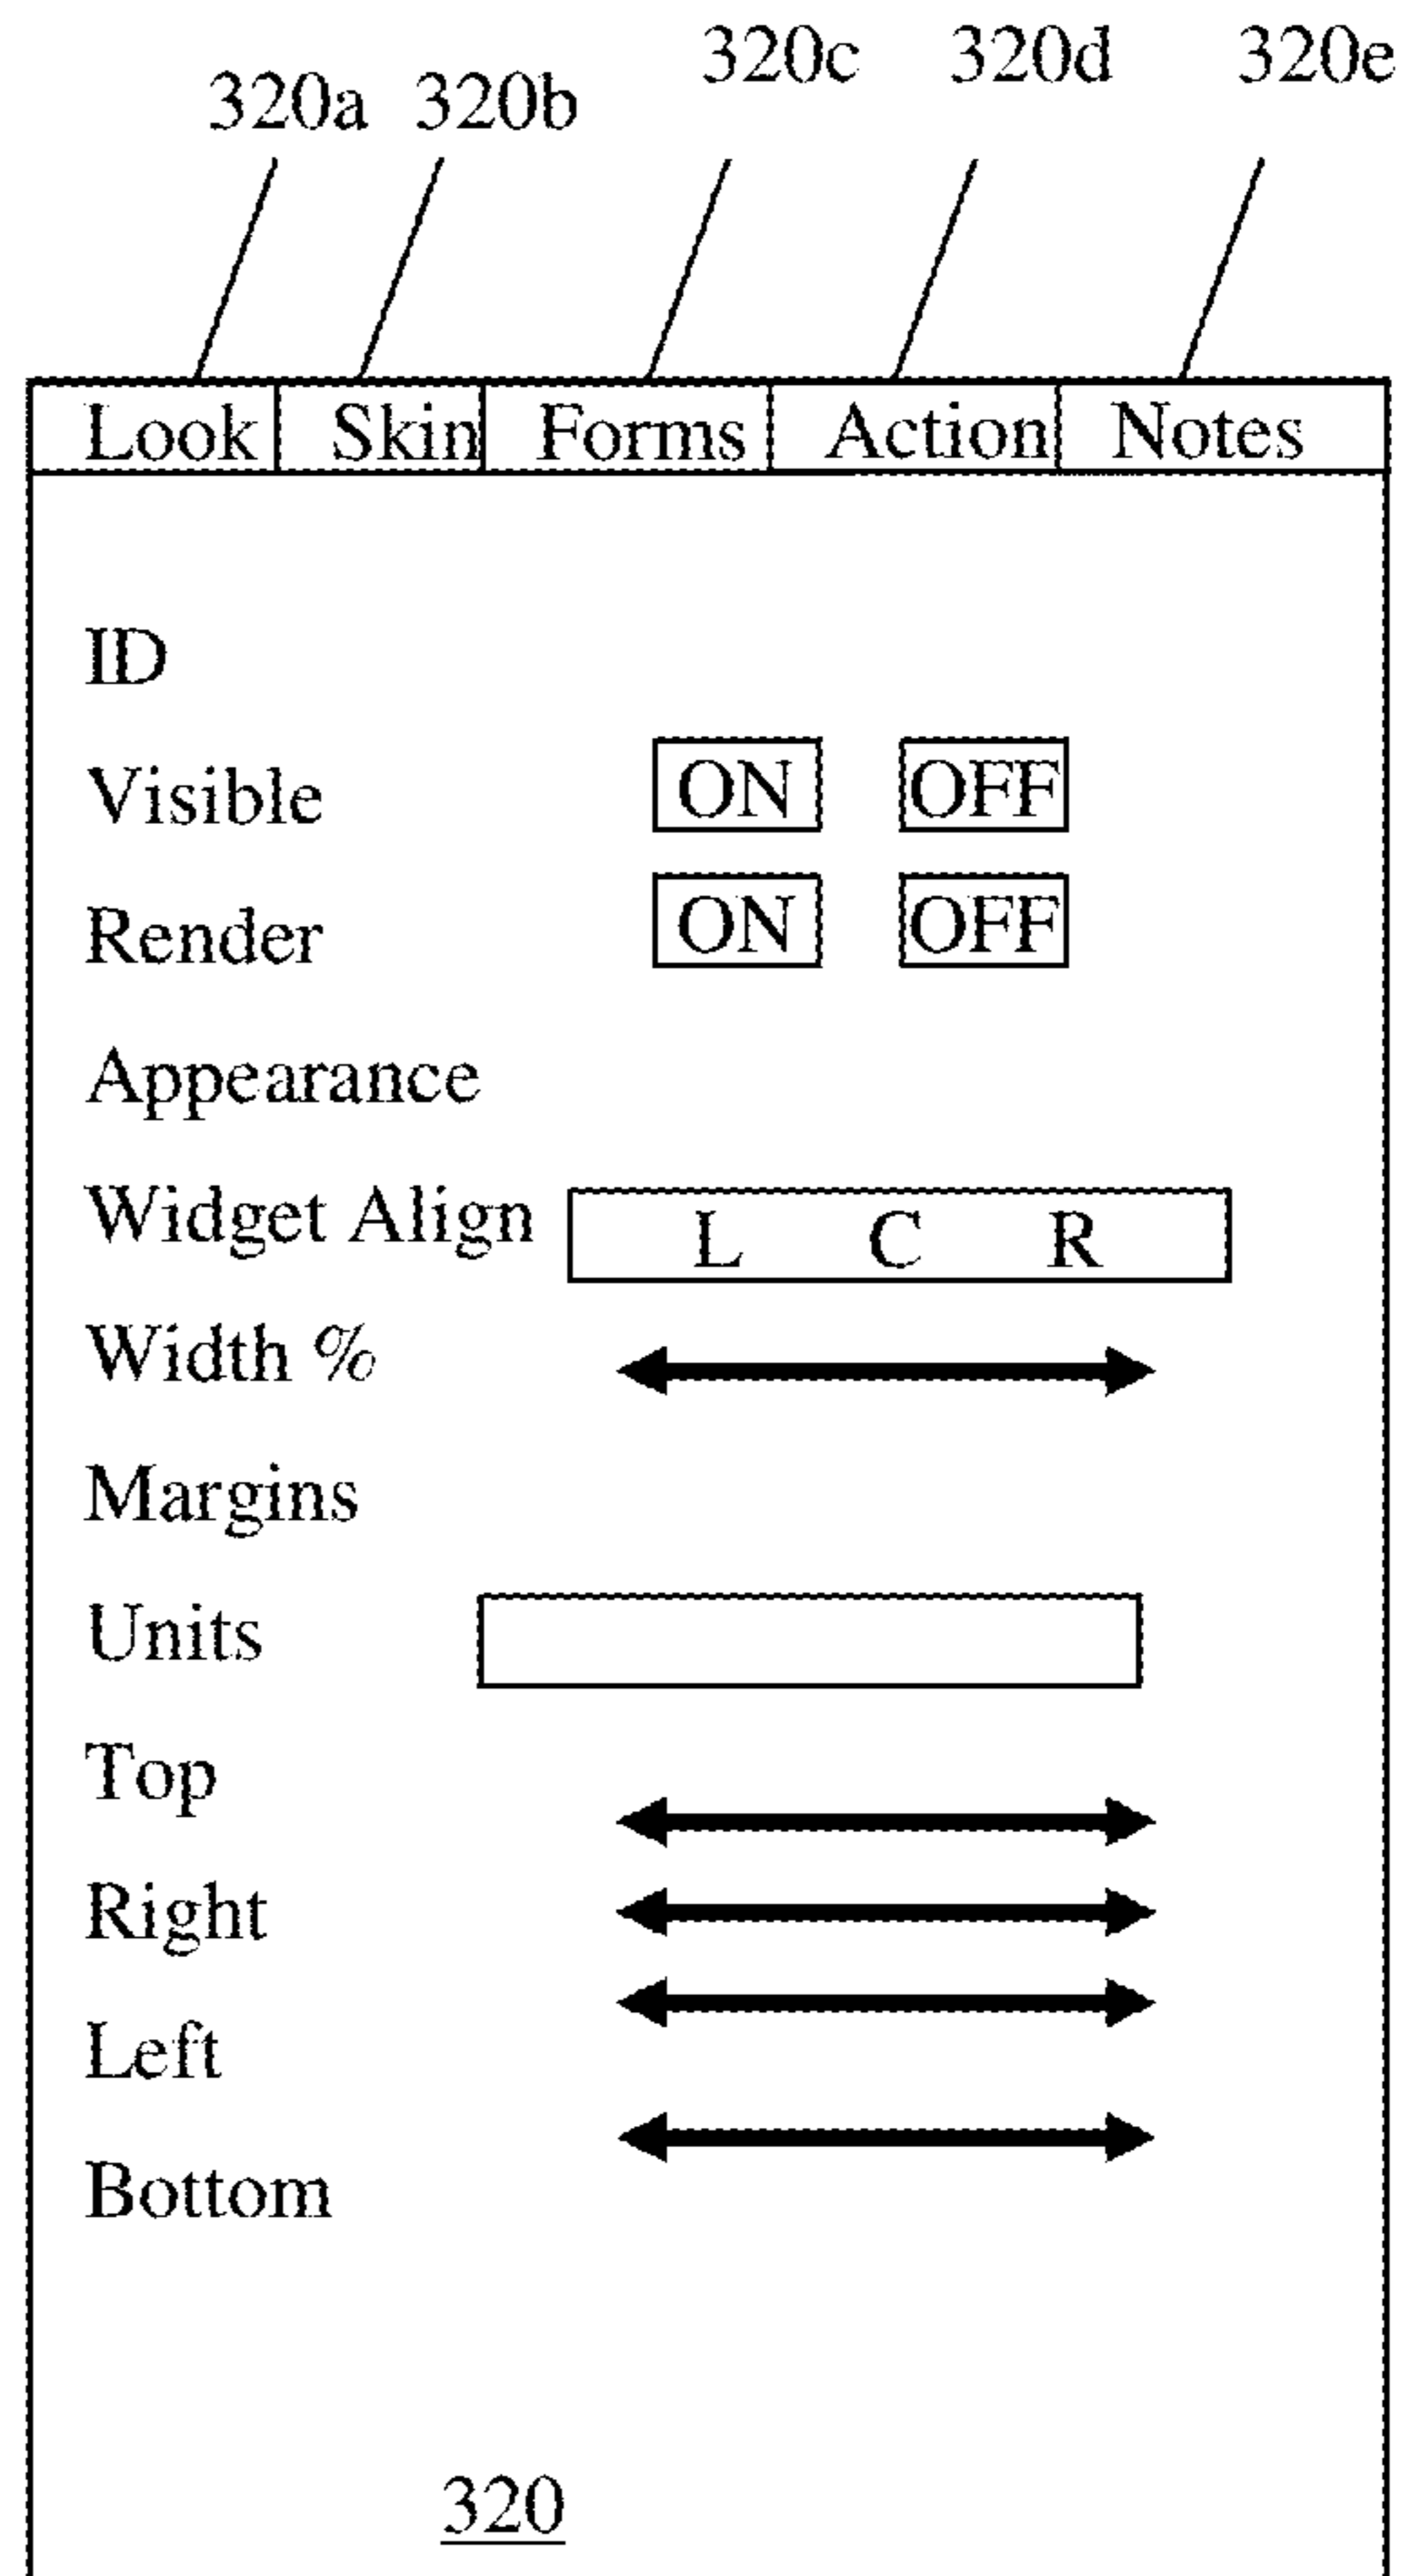 320c 320d 320e
320a 320b
Look Skin Forms Action Notes
ID
Visible ON OFF
Render ON OFF
Appearance
Widget Align L C R
Width %
Margins
Units
Top
Right
Left
Bottom
320